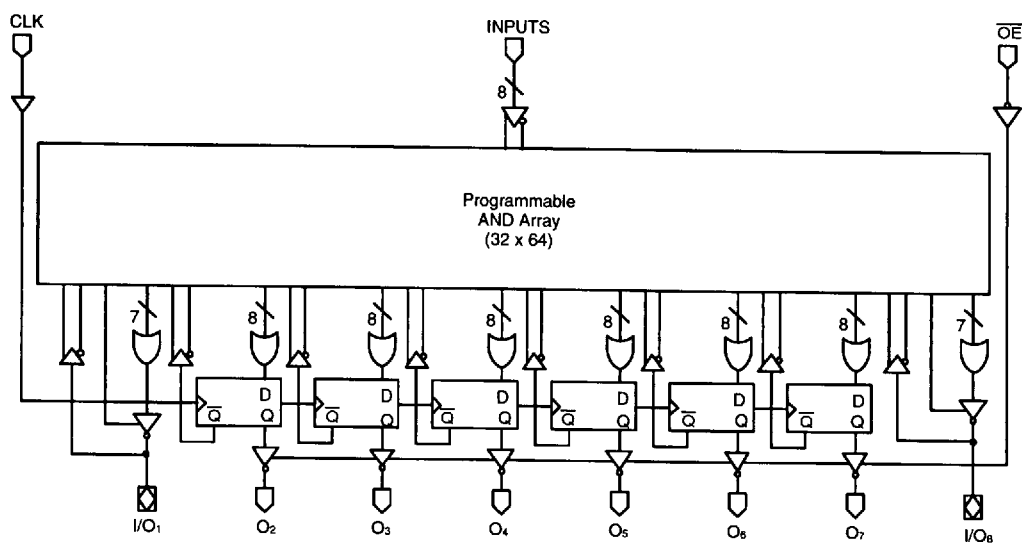 CLK
INPUTS
OE
8
Programmable
AND Array
(32 x 64)
7
8
8
8
8
8
8
7
D
Q
Q
D
Q
Q
D
Q
Q
D
Q
Q
D
Q
Q
D
Q
Q
I/O₁
O₂
O₃
O₄
O₅
O₆
O₇
I/O₈